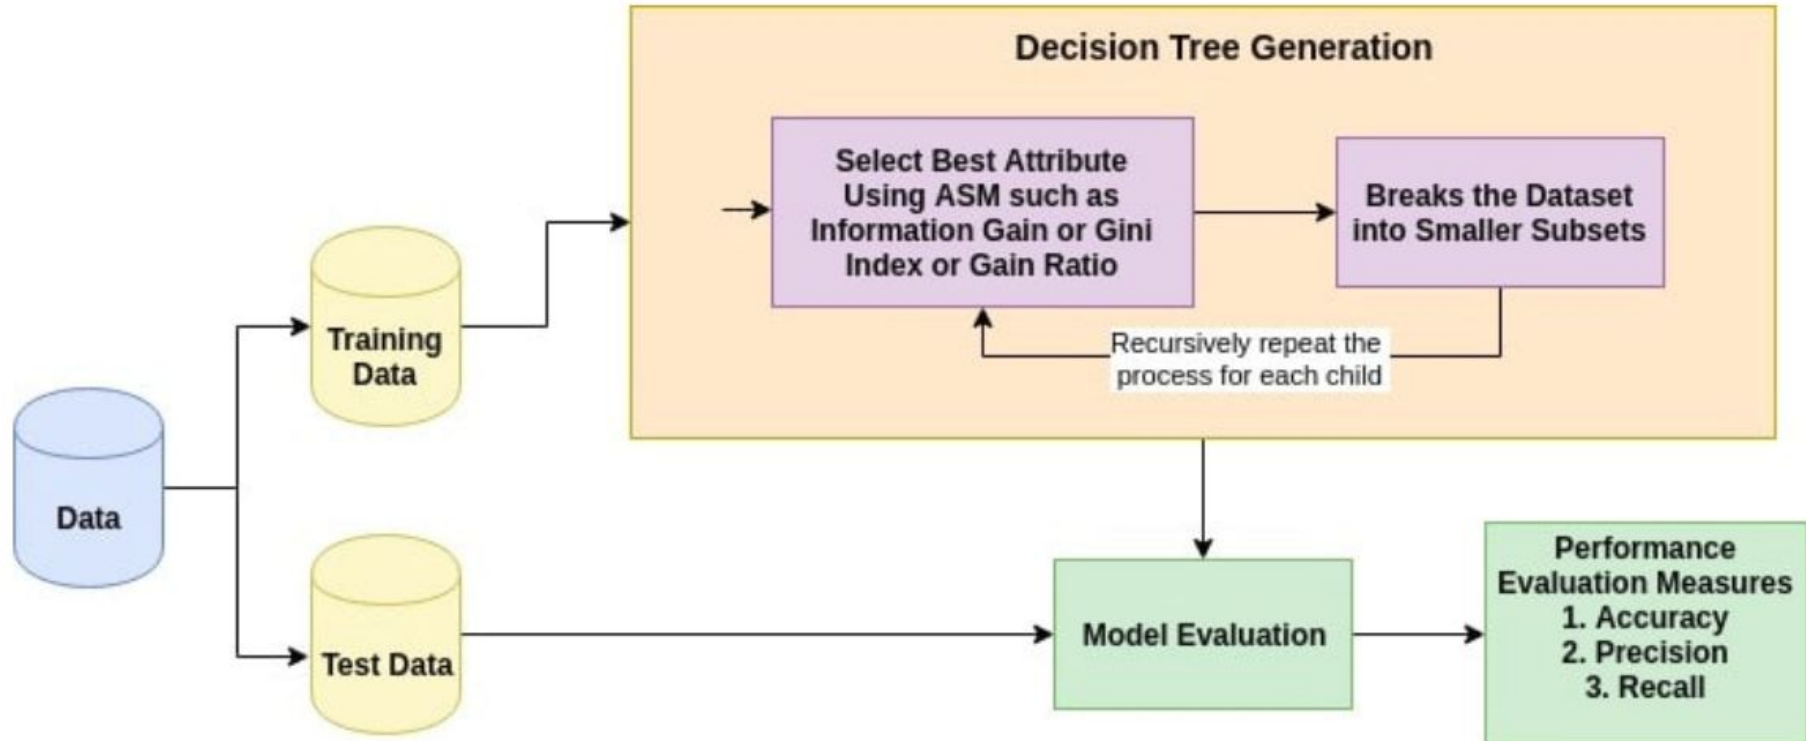 Decision Tree Generation
Select Best Attribute
Using ASM such as
Information Gain or Gini
Index or Gain Ratio
Breaks the Dataset
into Smaller Subsets
Recursively repeat the
process for each child
Training
Data
Data
Test Data
Model Evaluation
Performance
Evaluation Measures
1. Accuracy
2. Precision
3. Recall